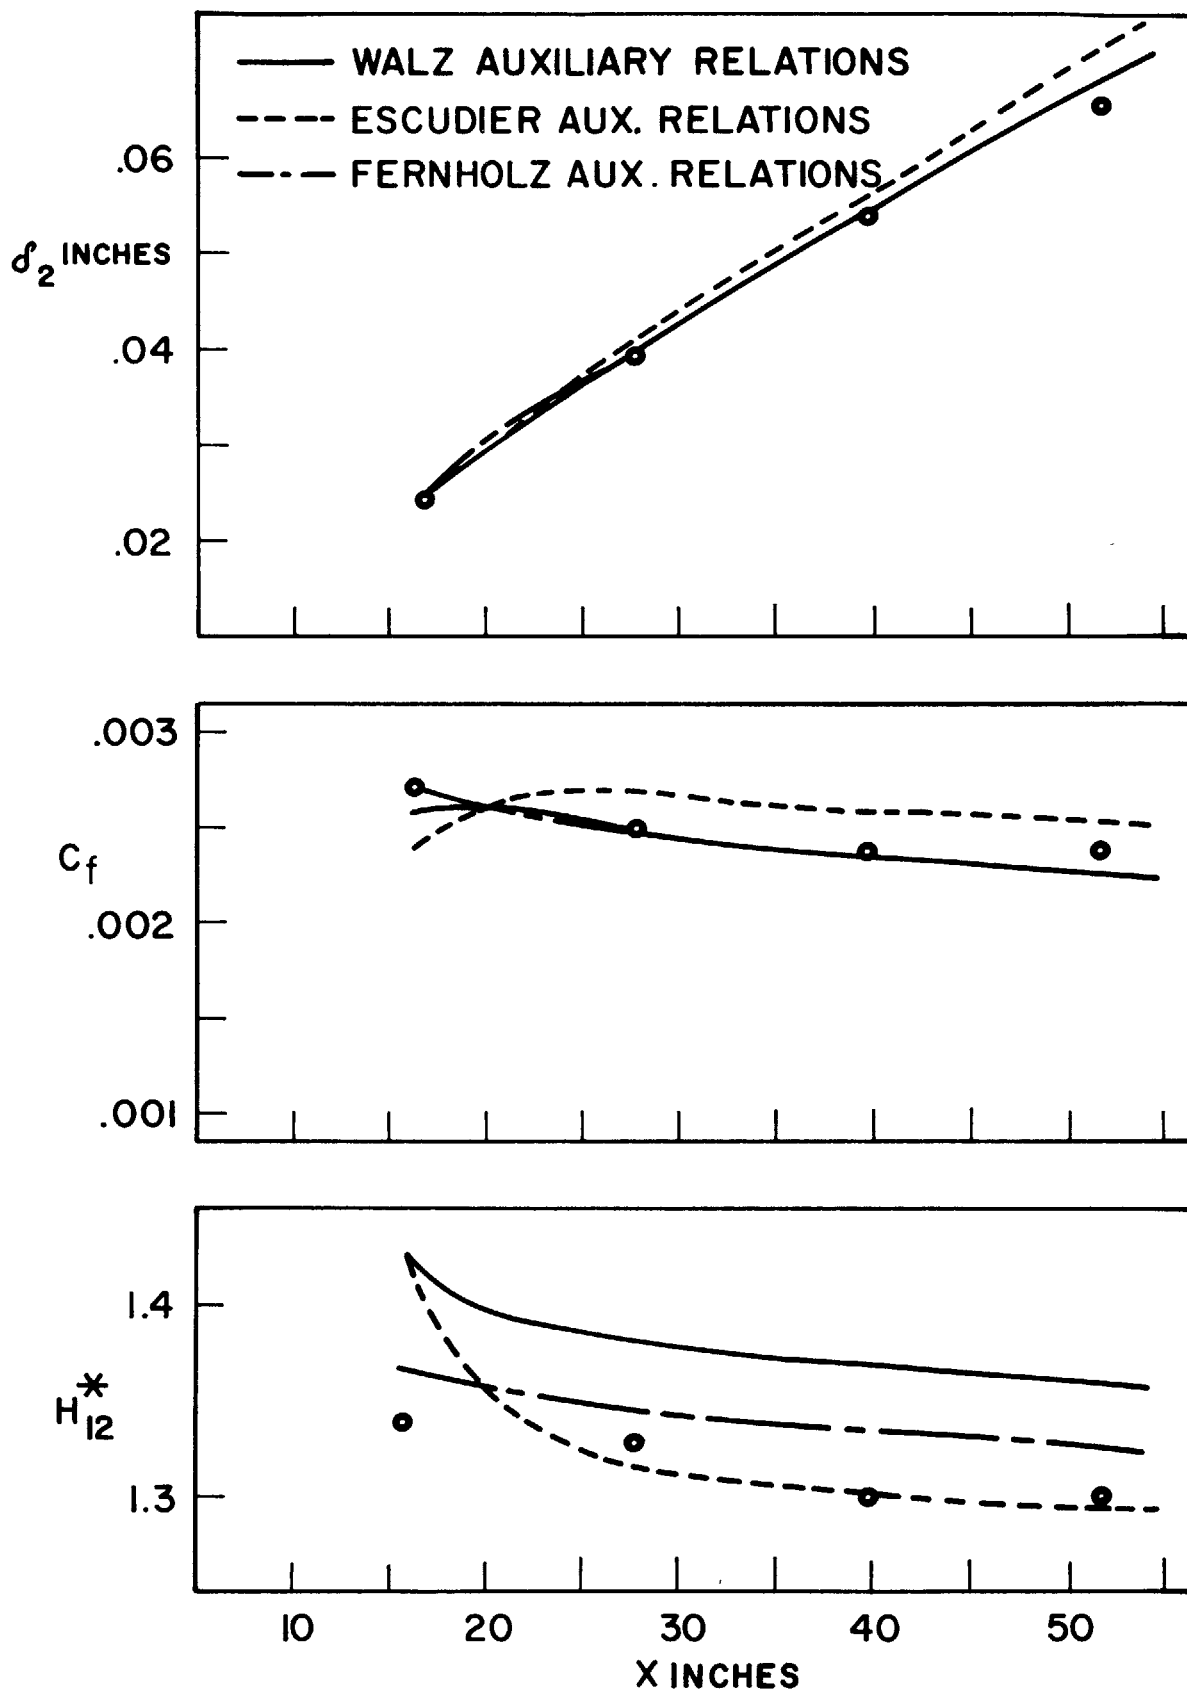 WALZ AUXILIARY RELATIONS
ESCUDIER AUX. RELATIONS
FERNHOLZ AUX. RELATIONS
.06
δ2 INCHES
.04
.02
.003
Cf
.002
.001
1.4
H12*
1.3
10 20 30 40 50
X INCHES